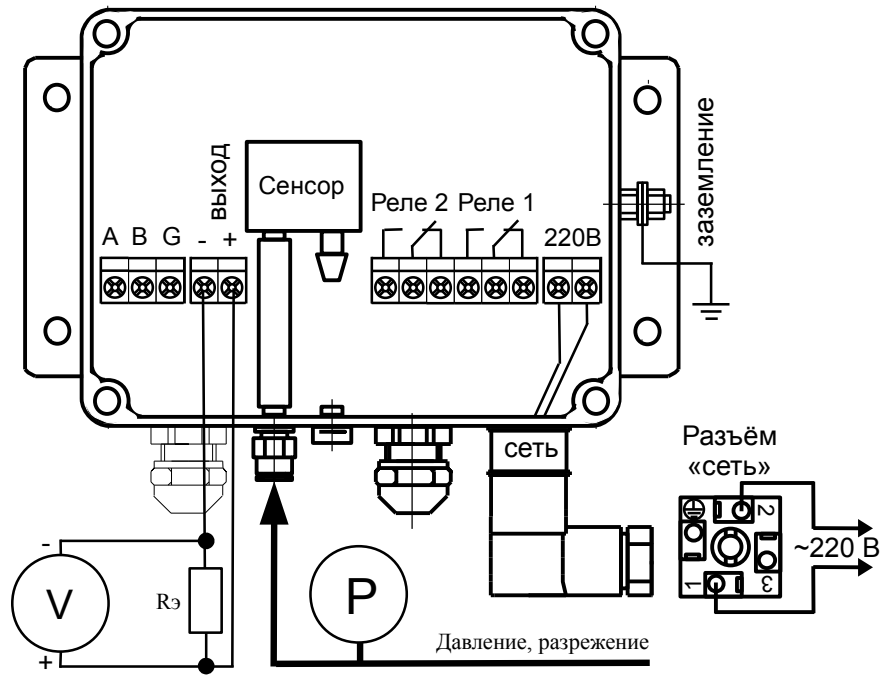 выход
Сенсор
заземление
Реле 2 Реле 1
A B G - +
220В
сеть
Разъём
«сеть»
2
1
3
~220 В
-
V
+
Rэ
P
Давление, разрежение